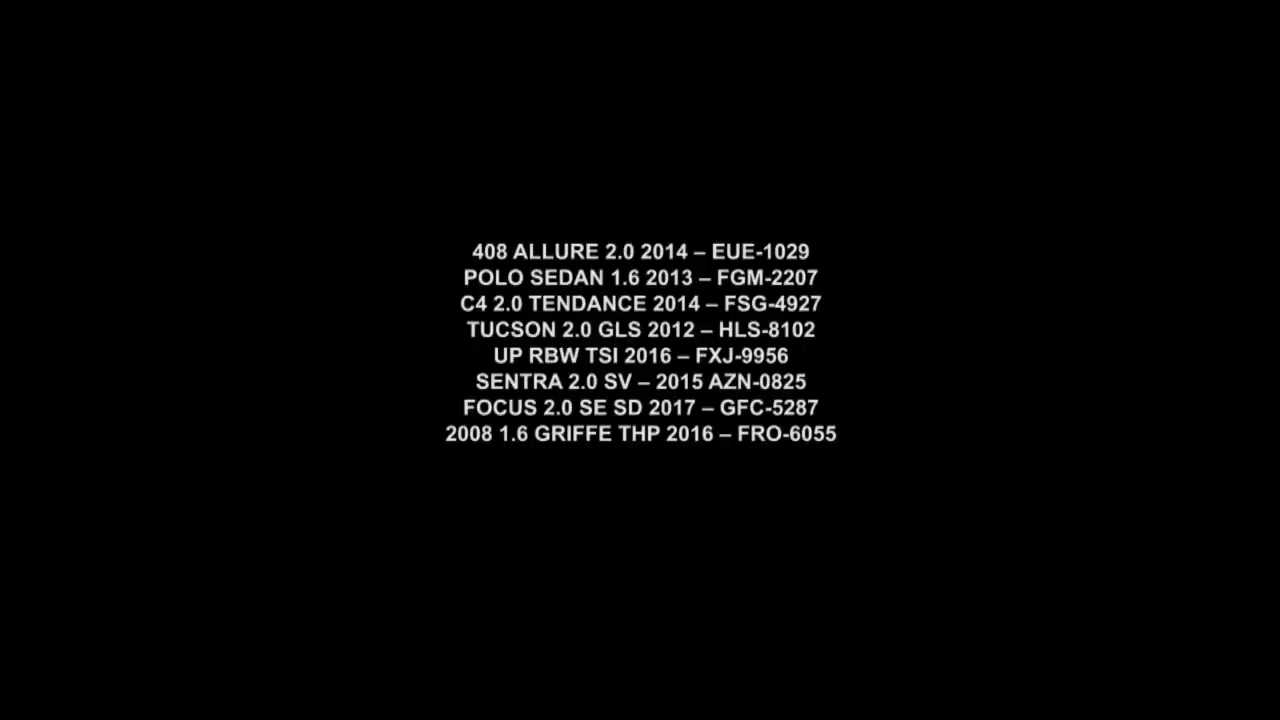 408 ALLURE 2.0 2014 – EUE-1029
POLO SEDAN 1.6 2013 – FGM-2207
C4 2.0 TENDANCE 2014 – FSG-4927
TUCSON 2.0 GLS 2012 – HLS-8102
UP RBW TSI 2016 – FXJ-9956
SENTRA 2.0 SV – 2015 AZN-0825
FOCUS 2.0 SE SD 2017 – GFC-5287
2008 1.6 GRIFFE THP 2016 – FRO-6055